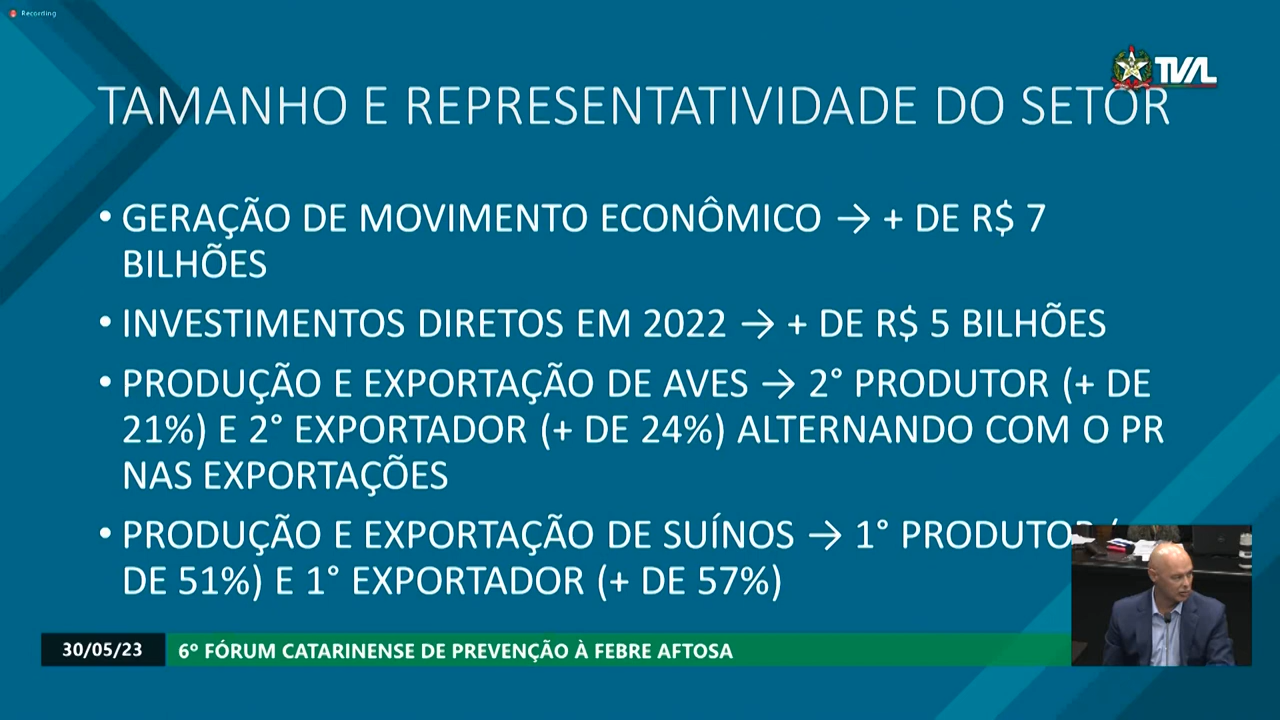 Recording
TVAL
TAMANHO E REPRESENTATIVIDADE DO SETOR
• GERAÇÃO DE MOVIMENTO ECONÔMICO → + DE R$ 7
BILHÕES
• INVESTIMENTOS DIRETOS EM 2022 → + DE R$ 5 BILHÕES
• PRODUÇÃO E EXPORTAÇÃO DE AVES → 2° PRODUTOR (+ DE
21%) E 2° EXPORTADOR (+ DE 24%) ALTERNANDO COM O PR
NAS EXPORTAÇÕES
• PRODUÇÃO E EXPORTAÇÃO DE SUÍNOS → 1° PRODUTOR (
DE 51%) E 1° EXPORTADOR (+ DE 57%)
30/05/23
6º FÓRUM CATARINENSE DE PREVENÇÃO À FEBRE AFTOSA